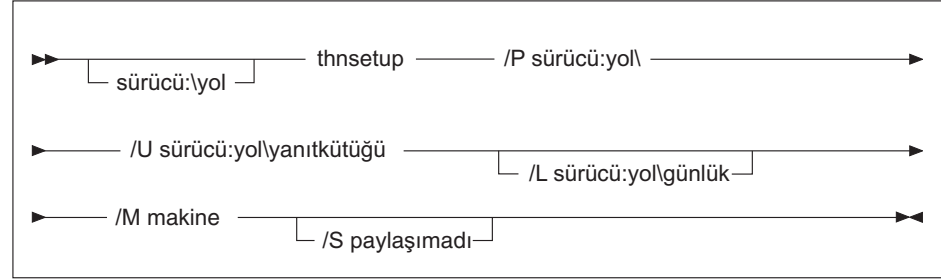 thnsetup /P sürücü:yol\
sürücü:\yol
/U sürücü:yol\yanıtkütüğü
/L sürücü:yol\günlük
/M makine
/S paylaşımadı